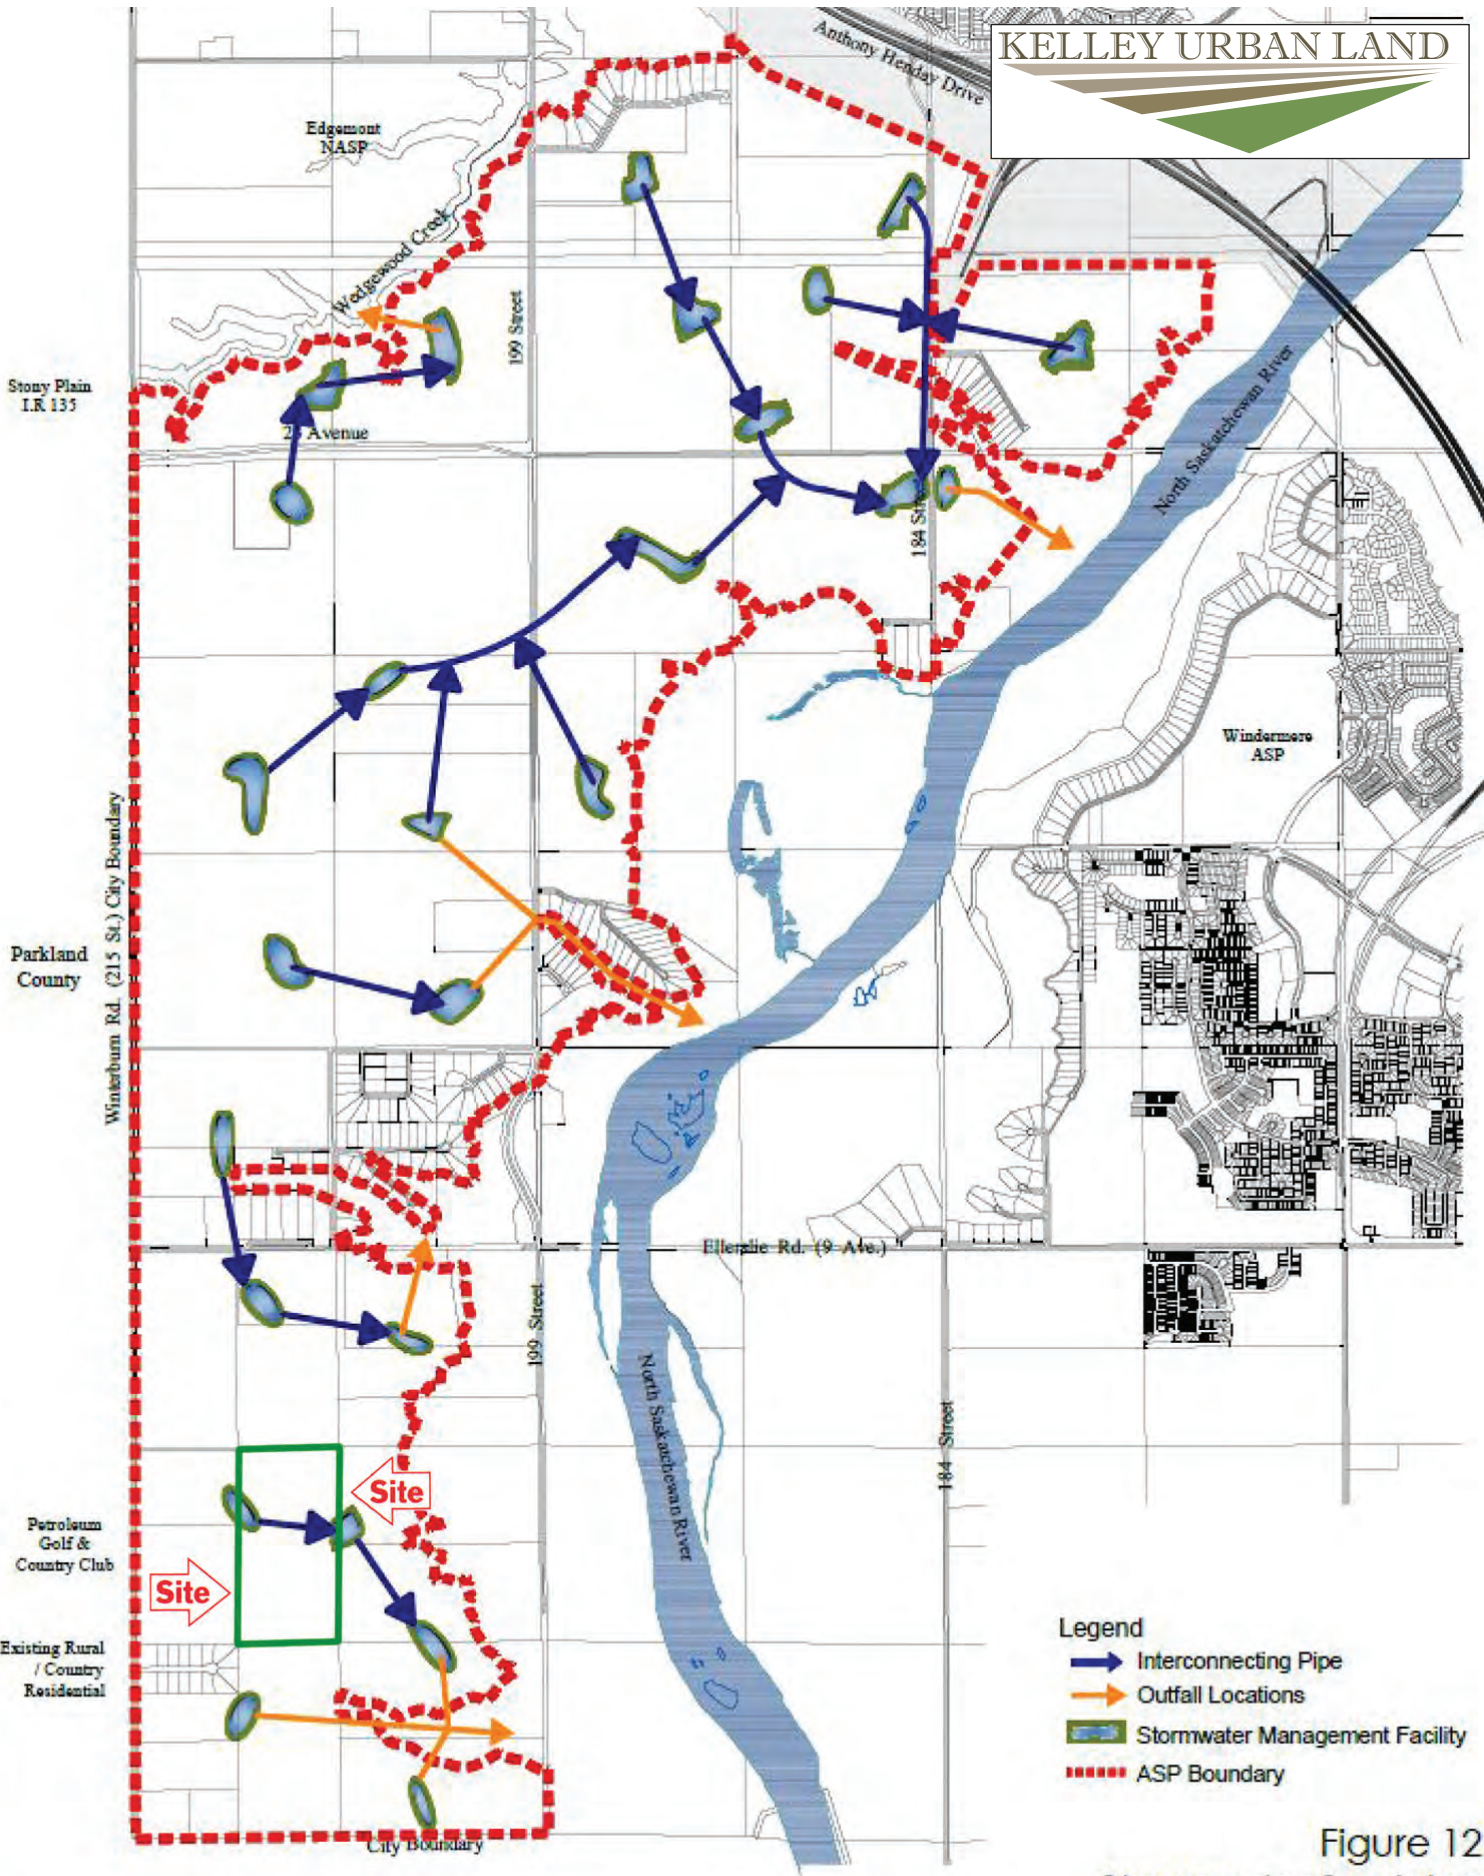 KELLEY URBAN LAND
Anthony Henday Drive
Edgemont
NASP
Wedgewood Creek
199 Street
Stony Plain
I.R 135
Avenue
North Saskatchewan River
184
Windermere
ASP
Winterburn Rd. (215 St.) City Boundary
Parkland
County
Ellerslie Rd. (9 Ave.)
199 Street
North Saskatchewan River
184 Street
Site
Petroleum
Golf &
Country Club
Site
Existing Rural
/ Country
Residential
City Boundary
Legend
Interconnecting Pipe
Outfall Locations
Stormwater Management Facility
ASP Boundary
Figure 12